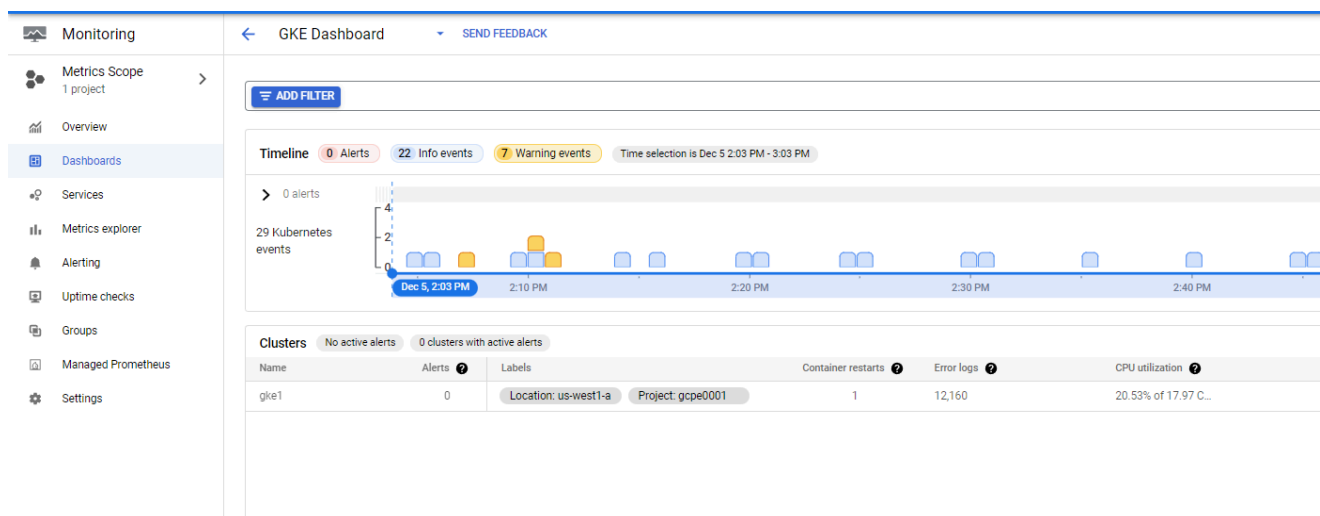 Monitoring
GKE Dashboard
SEND FEEDBACK
Metrics Scope
1 project
ADD FILTER
Overview
Dashboards
Services
Metrics explorer
Alerting
Uptime checks
Groups
Managed Prometheus
Settings
Timeline 0 Alerts 22 Info events 7 Warning events Time selection is Dec 5 2:03 PM - 3:03 PM
0 alerts
29 Kubernetes
events
4
2
0
Dec 5, 2:03 PM 2:10 PM 2:20 PM 2:30 PM 2:40 PM
Clusters No active alerts 0 clusters with active alerts
Name Alerts ? Labels Container restarts ? Error logs ? CPU utilization ?
gke1 0 Location: us-west1-a Project: gcpe0001 1 12,160 20.53% of 17.97 C...